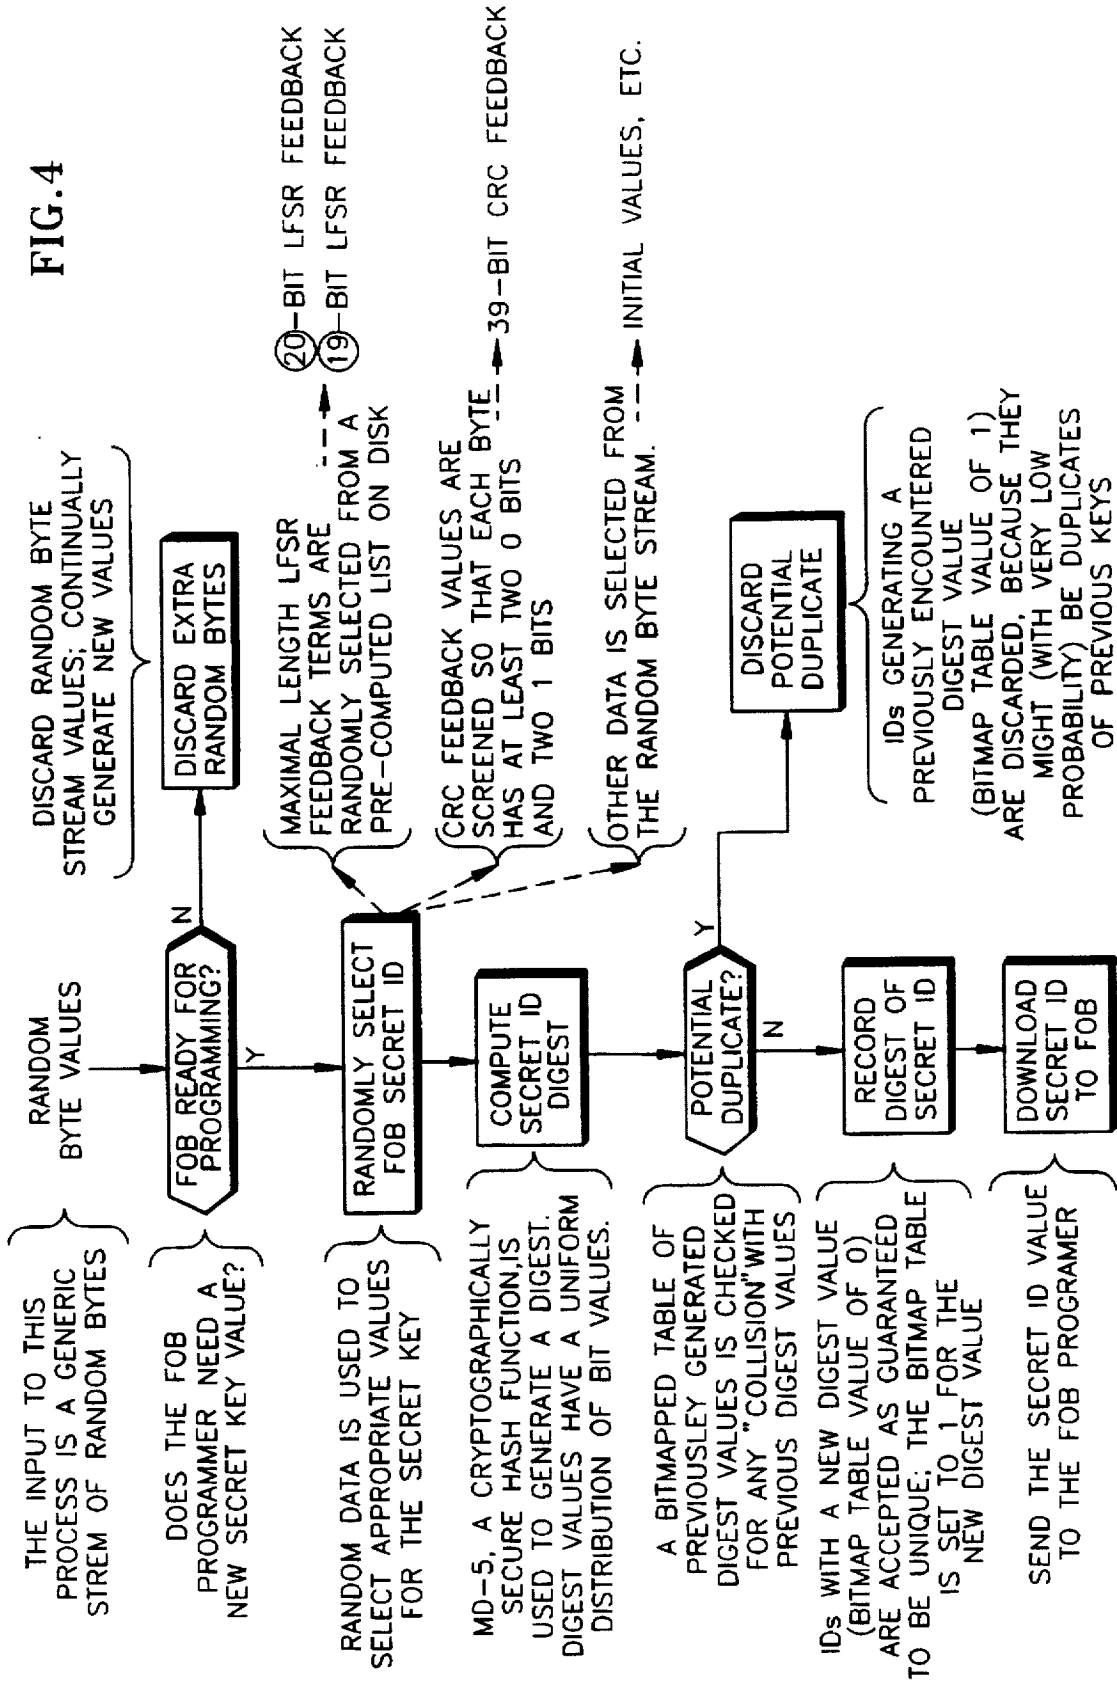 FIG.4
THE INPUT TO THIS
PROCESS IS A GENERIC
STREM OF RANDOM BYTES
RANDOM
BYTE VALUES
DISCARD RANDOM BYTE
STREAM VALUES; CONTINUALLY
GENERATE NEW VALUES
DOES THE FOB
PROGRAMMER NEED A
NEW SECRET KEY VALUE?
FOB READY FOR
PROGRAMMING?
N
Y
DISCARD EXTRA
RANDOM BYTES
RANDOM DATA IS USED TO
SELECT APPROPRIATE VALUES
FOR THE SECRET KEY
RANDOMLY SELECT
FOB SECRET ID
MAXIMAL LENGTH LFSR
FEEDBACK TERMS ARE
RANDOMLY SELECTED FROM A
PRE-COMPUTED LIST ON DISK
20-BIT LFSR FEEDBACK
19-BIT LFSR FEEDBACK
CRC FEEDBACK VALUES ARE
SCREENED SO THAT EACH BYTE
HAS AT LEAST TWO 0 BITS
AND TWO 1 BITS
39-BIT CRC FEEDBACK
OTHER DATA IS SELECTED FROM
THE RANDOM BYTE STREAM.
INITIAL VALUES, ETC.
MD-5, A CRYPTOGRAPHICALLY
SECURE HASH FUNCTION,IS
USED TO GENERATE A DIGEST.
DIGEST VALUES HAVE A UNIFORM
DISTRIBUTION OF BIT VALUES.
COMPUTE
SECRET ID
DIGEST
A BITMAPPED TABLE OF
PREVIOUSLEY GENERATED
DIGEST VALUES IS CHECKED
FOR ANY "COLLISION" WITH
PREVIOUS DIGEST VALUES
POTENTIAL
DUPLICATE?
Y
N
DISCARD
POTENTIAL
DUPLICATE
IDs GENERATING A
PREVIOUSLY ENCOUNTERED
DIGEST VALUE
(BITMAP TABLE VALUE OF 1)
ARE DISCARDED, BECAUSE THEY
MIGHT (WITH VERY LOW
PROBABILITY) BE DUPLICATES
OF PREVIOUS KEYS
IDs WITH A NEW DIGEST VALUE
(BITMAP TABLE VALUE OF 0)
ARE ACCEPTED AS GUARANTEED
TO BE UNIQUE; THE BITMAP TABLE
IS SET TO 1 FOR THE
NEW DIGEST VALUE
RECORD
DIGEST OF
SECRET ID
SEND THE SECRET ID VALUE
TO THE FOB PROGRAMER
DOWNLOAD
SECRET ID
TO FOB